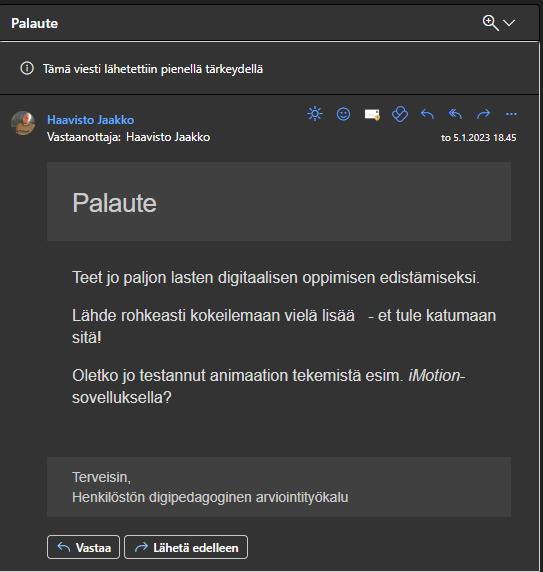 Palaute
Tämä viesti lähetettiin pienellä tärkeydellä
Haavisto Jaakko
Vastaanottaja: Haavisto Jaakko
to 5.1.2023 18.45
Palaute
Teet jo paljon lasten digitaalisen oppimisen edistämiseksi.
Lähde rohkeasti kokeilemaan vielä lisää - et tule katumaan
sitä!
Oletko jo testannut animaation tekemistä esim. iMotion-
sovelluksella?
Terveisin,
Henkilöstön digipedagoginen arviointityökalu
Vastaa
Lähetä edelleen